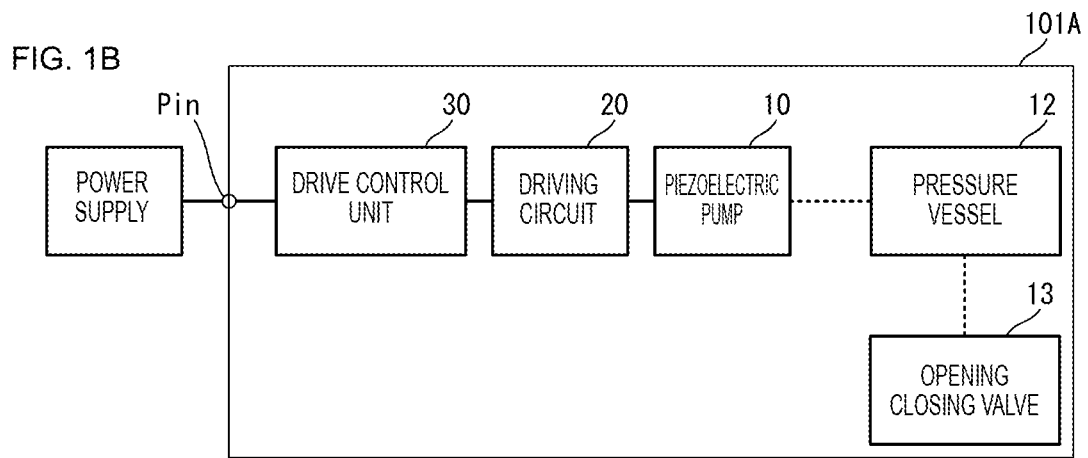 101A
FIG. 1B
Pin
30
20
10
12
POWER
SUPPLY
DRIVE CONTROL
UNIT
DRIVING
CIRCUIT
PIEZOELECTRIC
PUMP
PRESSURE
VESSEL
13
OPENING
CLOSING VALVE